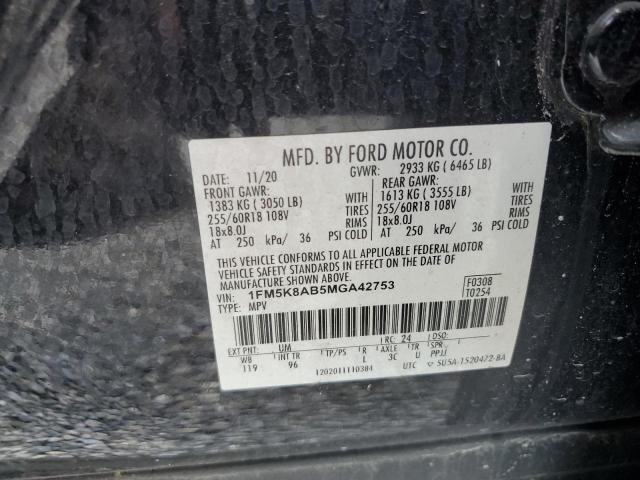 MFD. BY FORD MOTOR CO.
DATE: 11/20 GVWR: 2933 KG ( 6465 LB)
FRONT GAWR: REAR GAWR:
1383 KG ( 3050 LB) WITH 1613 KG ( 3555 LB) WITH
255/60R18 108V TIRES 255/60R18 108V TIRES
18x8.0J RIMS 18x8.0J RIMS
AT 250 kPa/ 36 PSI COLD AT 250 kPa/ 36 PSI COLD
THIS VEHICLE CONFORMS TO ALL APPLICABLE FEDERAL MOTOR
VEHICLE SAFETY STANDARDS IN EFFECT ON THE DATE OF
MANUFACTURE SHOWN ABOVE.
VIN: 1FM5K8AB5MGA42753 F0308
TYPE: MPV T0254
EXT PNT: UM RC: 24 DSO:
WB INT TR TP/PS R AXLE TR SPR
119 96 L 3C U PPJJ
1202011110384 UTC ▽ 5U5A-1520472-BA